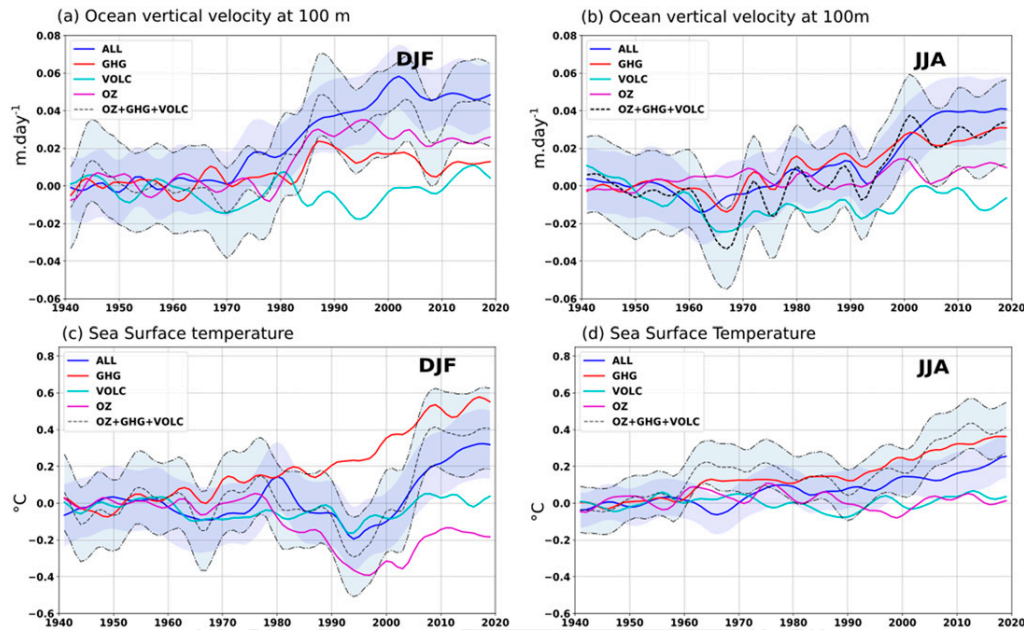 (a) Ocean vertical velocity at 100 m
(b) Ocean vertical velocity at 100m
0.08
0.06
0.04
0.02
0.00
−0.02
−0.04
−0.06
m.day-1
ALL
GHG
VOLC
OZ
OZ+GHG+VOLC
DJF
1940 1950 1960 1970 1980 1990 2000 2010 2020
0.08
0.06
0.04
0.02
0.00
−0.02
−0.04
−0.06
m.day-1
ALL
GHG
VOLC
OZ
OZ+GHG+VOLC
JJA
1940 1950 1960 1970 1980 1990 2000 2010 2020
(c) Sea Surface temperature
(d) Sea Surface Temperature
0.8
0.6
0.4
0.2
0.0
−0.2
−0.4
−0.6
°C
ALL
GHG
VOLC
OZ
OZ+GHG+VOLC
DJF
1940 1950 1960 1970 1980 1990 2000 2010 2020
0.8
0.6
0.4
0.2
0.0
−0.2
−0.4
−0.6
°C
ALL
GHG
VOLC
OZ
OZ+GHG+VOLC
JJA
1940 1950 1960 1970 1980 1990 2000 2010 2020